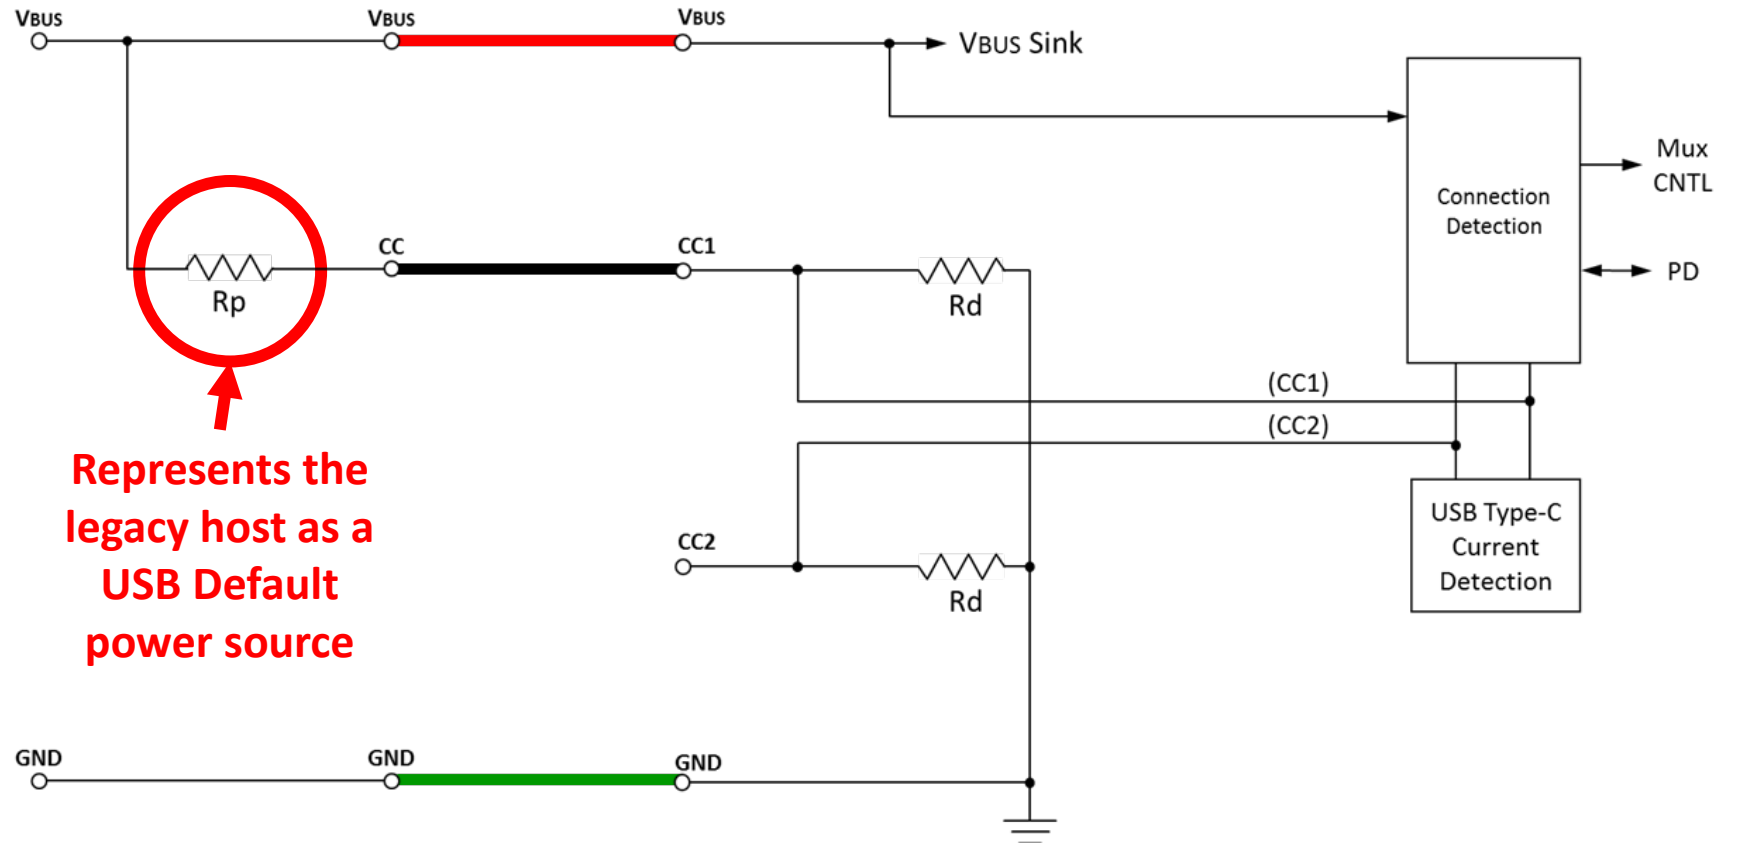 VBUS
VBUS
VBUS
VBUS Sink
Mux
CNTL
Connection
Detection
CC
CC1
PD
Rp
Rd
(CC1)
(CC2)
Represents the
legacy host as a
USB Default
power source
USB Type-C
Current
Detection
CC2
Rd
GND
GND
GND